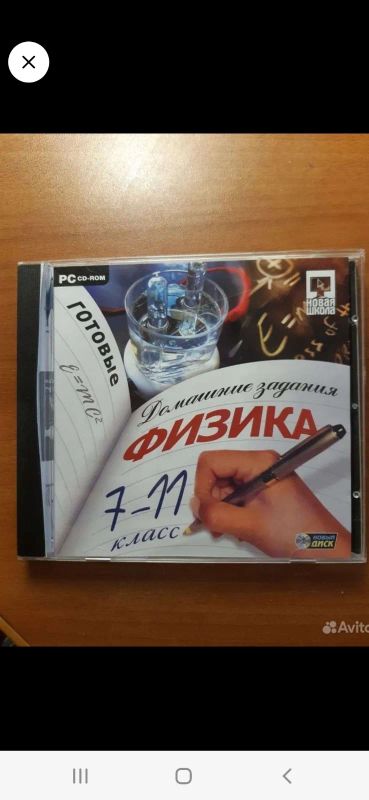 PC CD-ROM
НОВАЯ
ШКОЛА
ГОТОВЫЕ
E=mc²
Домашние задания
ФИЗИКА
7-11
класс
НОВЫЙ
ДИСК
Avito